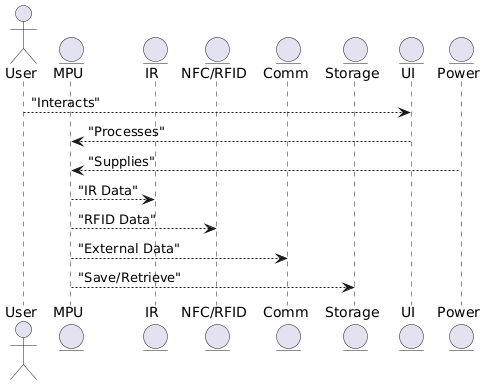 User MPU IR NFC/RFID Comm Storage UI Power
"Interacts"
"Processes"
"Supplies"
"IR Data"
"RFID Data"
"External Data"
"Save/Retrieve"
User MPU IR NFC/RFID Comm Storage UI Power